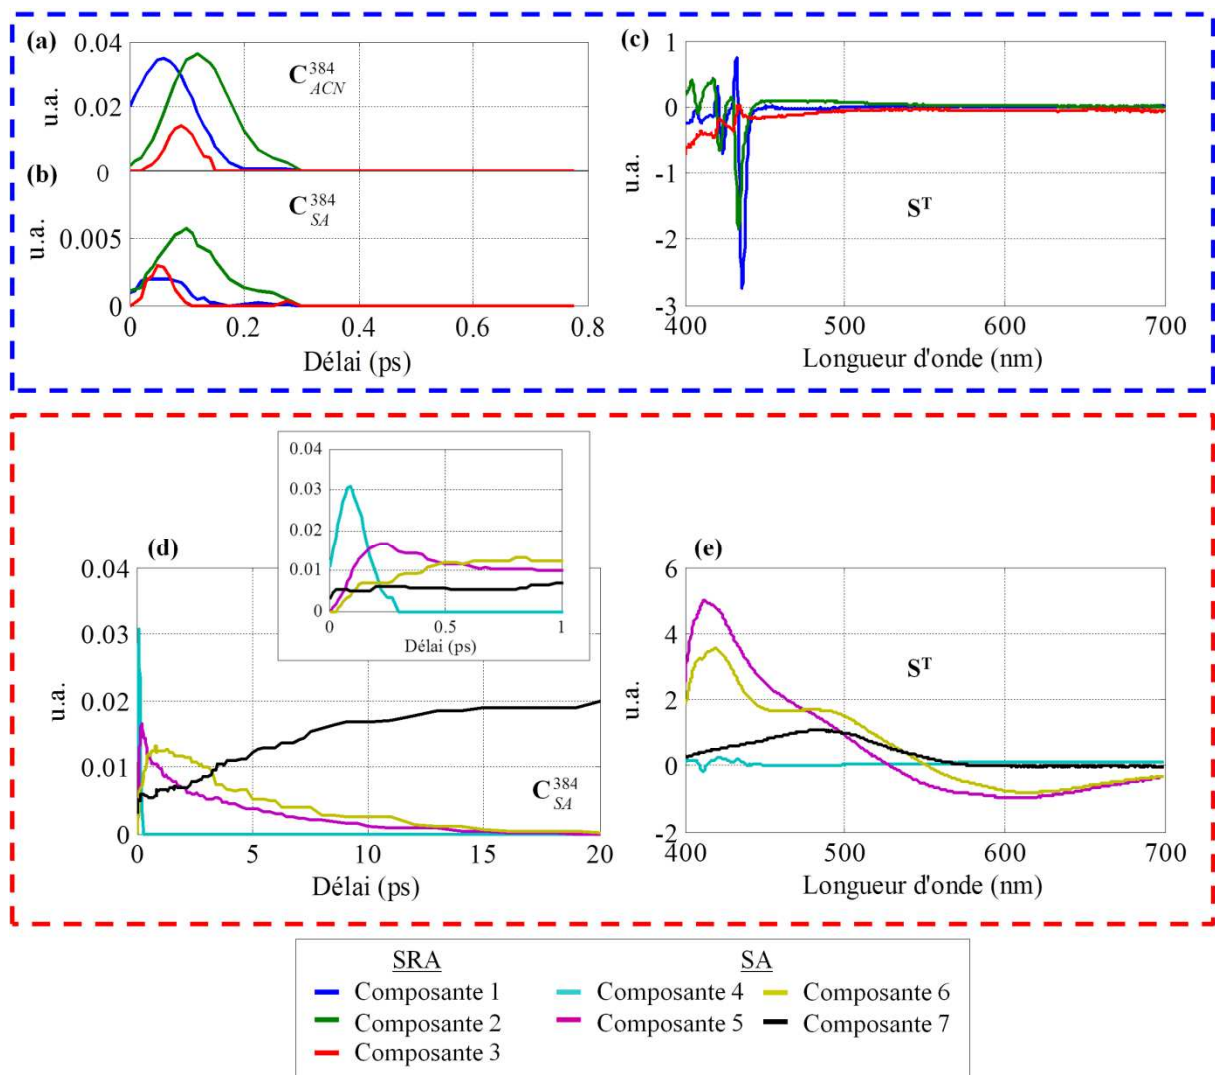 (a)
0.04
0.02
0
u.a.
C^384_ACN
(b)
0.005
0
u.a.
C^384_SA
0 0.2 0.4 0.6 0.8
Délai (ps)
(c)
1
0
-1
-2
-3
u.a.
S^T
400 500 600 700
Longueur d'onde (nm)
0.04
0.03
0.02
0.01
0
0 0.5 1
Délai (ps)
(d)
0.04
0.03
0.02
0.01
0
u.a.
C^384_SA
0 5 10 15 20
Délai (ps)
(e)
6
4
2
0
-2
u.a.
S^T
400 500 600 700
Longueur d'onde (nm)
SRA SA
Composante 1 Composante 4 Composante 6
Composante 2 Composante 5 Composante 7
Composante 3